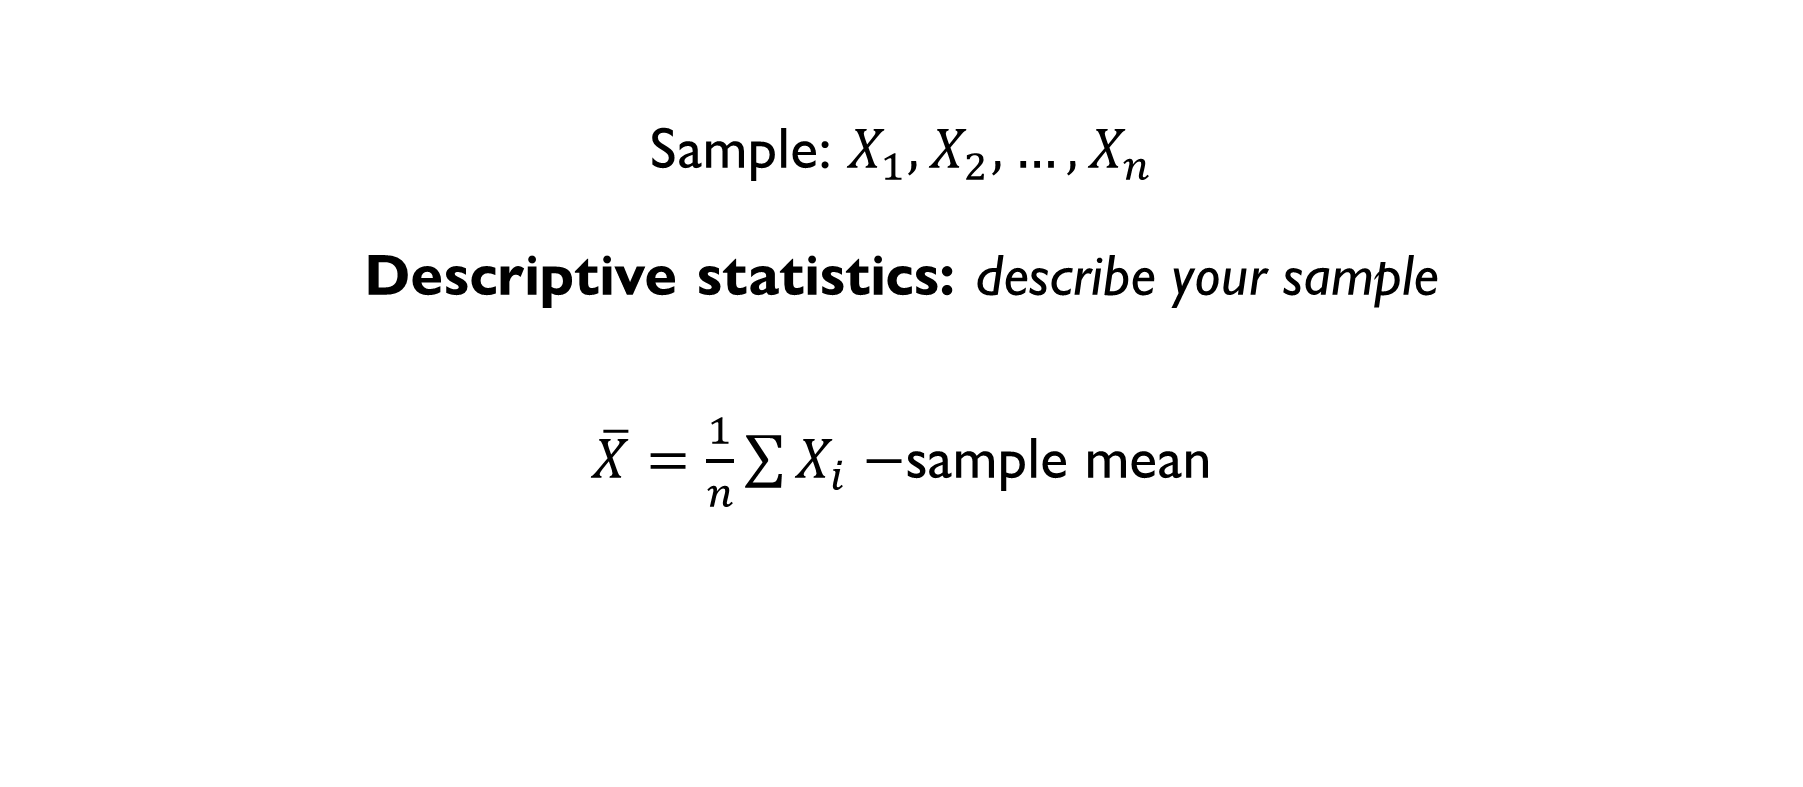 Sample: X₁, X₂, … , Xₙ
Descriptive statistics: describe your sample
X̄ = 1/n ∑ Xᵢ −sample mean